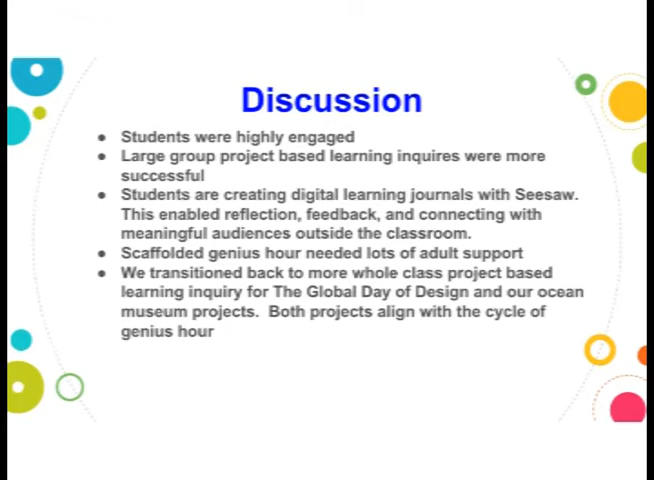 Discussion
● Students were highly engaged
● Large group project based learning inquires were more
successful
● Students are creating digital learning journals with Seesaw.
This enabled reflection, feedback, and connecting with
meaningful audiences outside the classroom.
● Scaffolded genius hour needed lots of adult support
● We transitioned back to more whole class project based
learning inquiry for The Global Day of Design and our ocean
museum projects.  Both projects align with the cycle of
genius hour